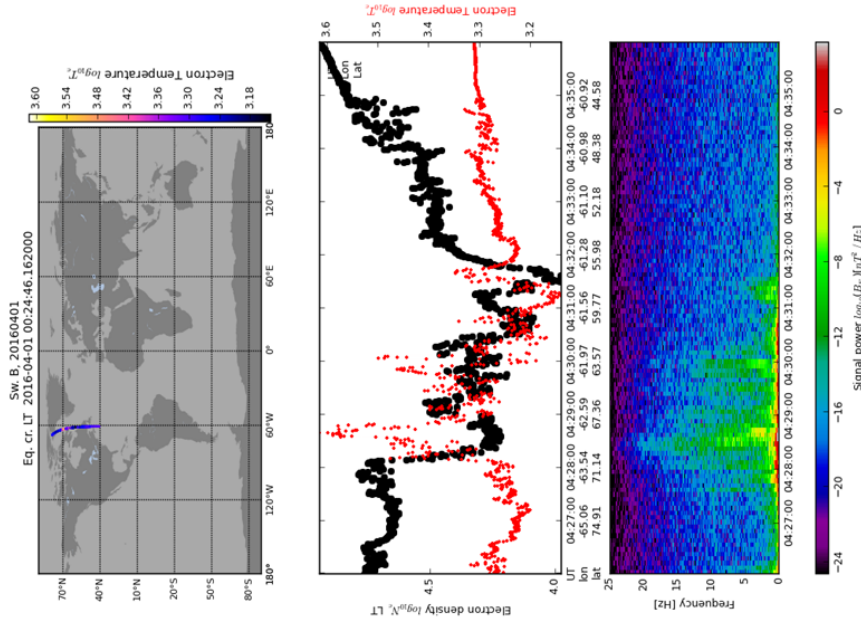 Sw. B, 20160401
Eq. cr. LT 2016-04-01 00:24:46.162000
70°N
40°N
10°N
20°S
50°S
80°S
180°
120°W
60°W
0°
60°E
120°E
180°
3.60
3.54
3.48
3.42
3.36
3.30
3.24
3.18
Electron Temperature log₁₀Tₑ
Electron density log₁₀Nₑ LT
4.5
4.0
3.6
3.5
3.4
3.3
3.2
Electron Temperature log₁₀Tₑ
Lon
Lat
UT 04:27:00 04:28:00 04:29:00 04:30:00 04:31:00 04:32:00 04:33:00 04:34:00 04:35:00
lon -65.06 -63.54 -62.59 -61.97 -61.56 -61.28 -61.10 -60.98 -60.92
lat 74.91 71.14 67.36 63.57 59.77 55.98 52.18 48.38 44.58
Frequency [Hz]
25
20
15
10
5
0
04:27:00 04:28:00 04:29:00 04:30:00 04:31:00 04:32:00 04:33:00 04:34:00 04:35:00
−24 −20 −16 −12 −8 −4 0